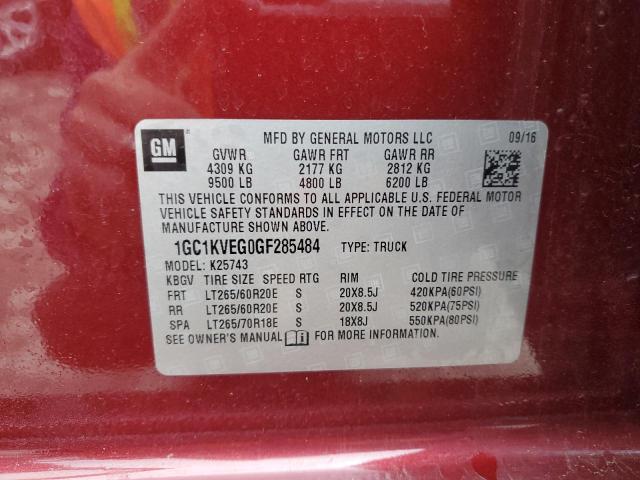 GM
MFD BY GENERAL MOTORS LLC 09/16
GVWR GAWR FRT GAWR RR
4309 KG 2177 KG 2812 KG
9500 LB 4800 LB 6200 LB
THIS VEHICLE CONFORMS TO ALL APPLICABLE U.S. FEDERAL MOTOR
VEHICLE SAFETY STANDARDS IN EFFECT ON THE DATE OF
MANUFACTURE SHOWN ABOVE.
1GC1KVEG0GF285484 TYPE: TRUCK
MODEL: K25743
KBGV TIRE SIZE SPEED RTG RIM COLD TIRE PRESSURE
FRT LT265/60R20E S 20X8.5J 420KPA(60PSI)
RR LT265/60R20E S 20X8.5J 520KPA(75PSI)
SPA LT265/70R18E S 18X8J 550KPA(80PSI)
SEE OWNER'S MANUAL FOR MORE INFORMATION.